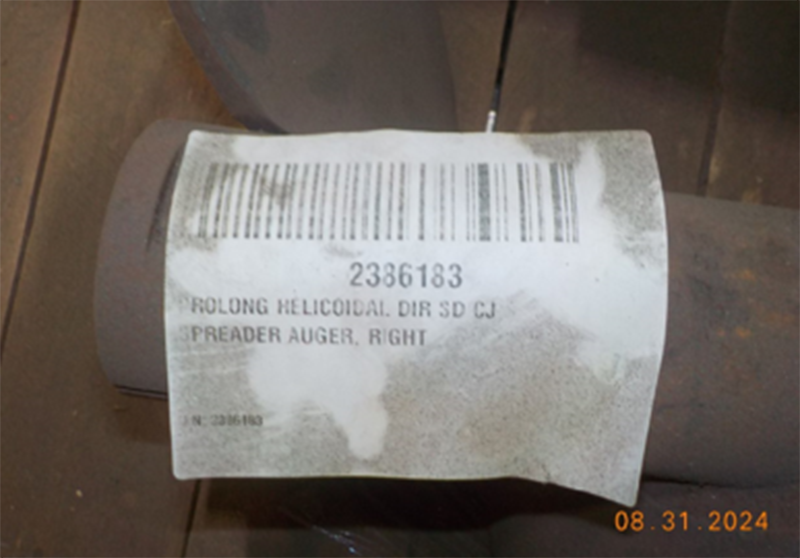 2386183
ROLONG HELICOIDAL DIR SD CJ
PREADER AUGER, RIGHT
N: 2386183
08.31.2024